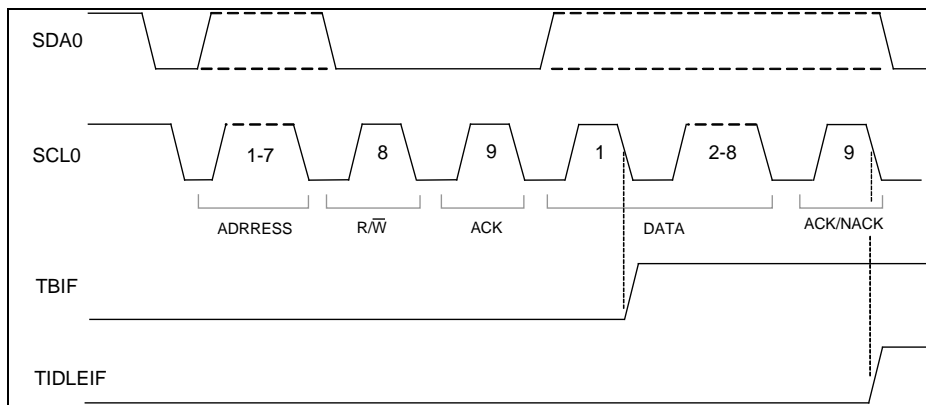 SDA0
SCL0
1-7 8 9 1 2-8 9
ADRRESS R/W̅ ACK DATA ACK/NACK
TBIF
TIDLEIF